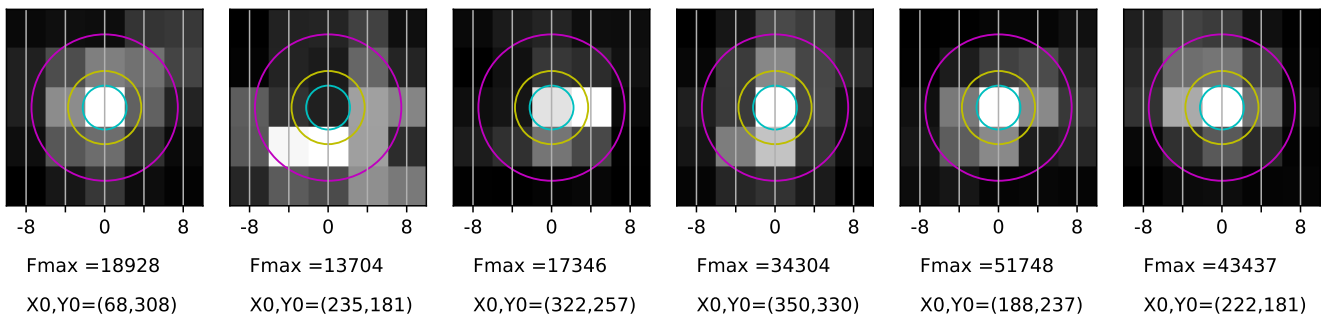 -8 0 8 -8 0 8 -8 0 8 -8 0 8 -8 0 8 -8 0 8
Fmax =18928 Fmax =13704 Fmax =17346 Fmax =34304 Fmax =51748 Fmax =43437
X0,Y0=(68,308) X0,Y0=(235,181) X0,Y0=(322,257) X0,Y0=(350,330) X0,Y0=(188,237) X0,Y0=(222,181)